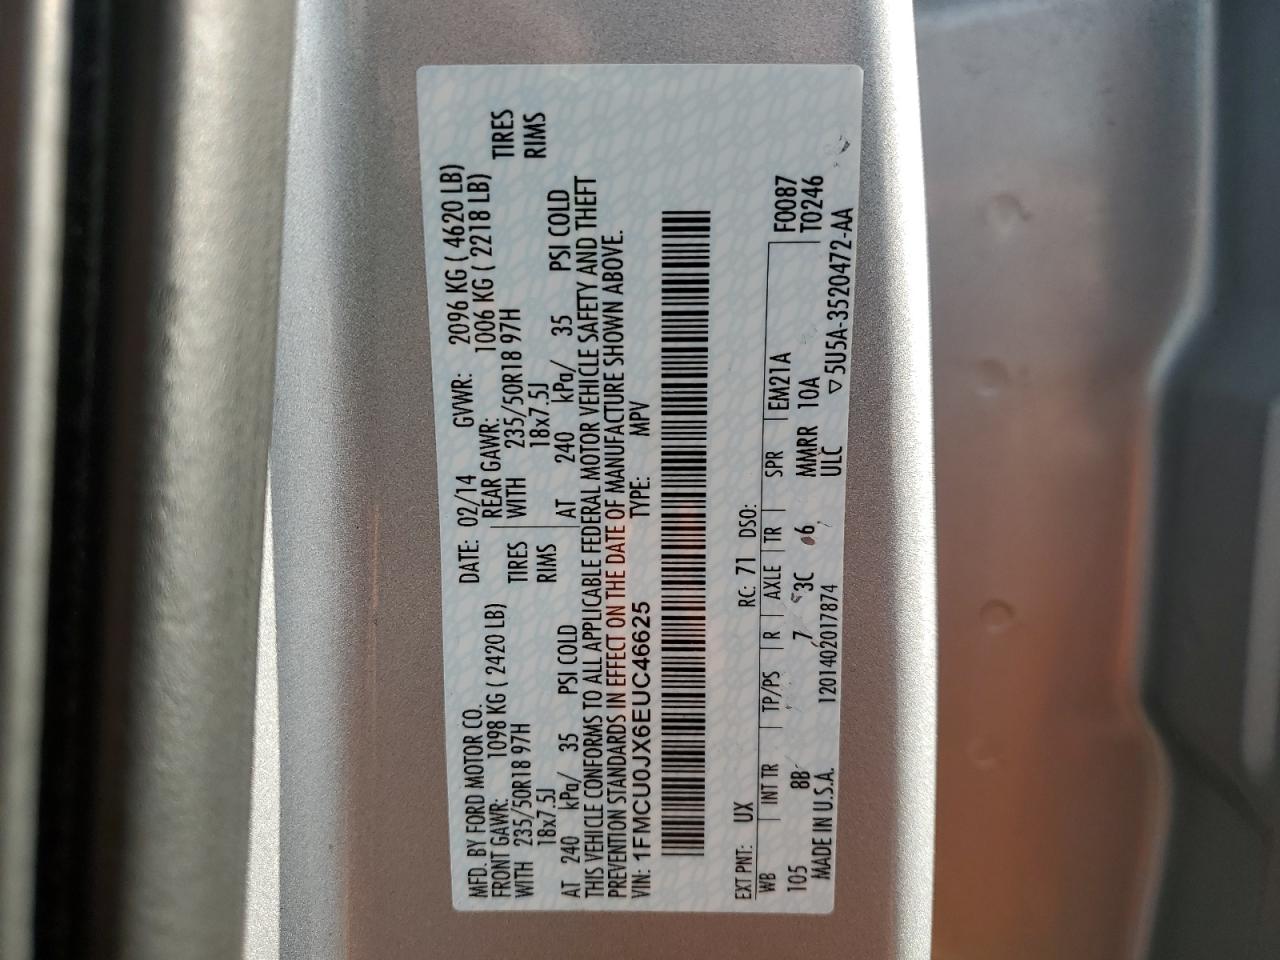 MFD. BY FORD MOTOR CO. DATE: 02/14 GVWR: 2096 KG ( 4620 LB)
FRONT GAWR: 1098 KG ( 2420 LB) REAR GAWR: 1006 KG ( 2218 LB)
WITH 235/50R18 97H TIRES WITH 235/50R18 97H TIRES
18x7.5J RIMS 18x7.5J RIMS
AT 240 kPa/ 35 PSI COLD AT 240 kPa/ 35 PSI COLD
THIS VEHICLE CONFORMS TO ALL APPLICABLE FEDERAL MOTOR VEHICLE SAFETY AND THEFT
PREVENTION STANDARDS IN EFFECT ON THE DATE OF MANUFACTURE SHOWN ABOVE.
VIN: 1FMCU0JX6EUC46625 TYPE: MPV
EXT PNT: UX RC: 71 DSO: F0087
WB INT TR TP/PS R AXLE TR SPR EM21A T0246
105 8B 7 3C 6 MMRR 10A
MADE IN U.S.A. 1201402017874 ULC ▽5U5A-3520472-AA